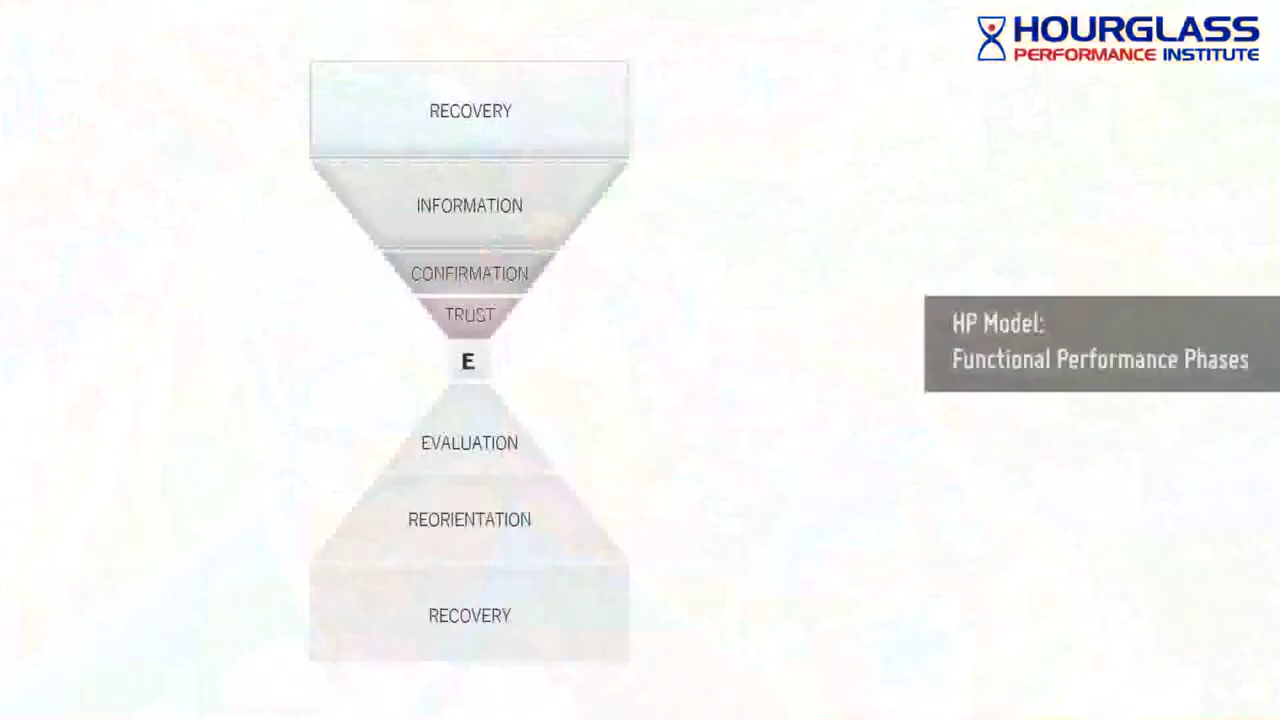 HOURGLASS
PERFORMANCE INSTITUTE
RECOVERY
INFORMATION
CONFIRMATION
TRUST
E
EVALUATION
REORIENTATION
RECOVERY
HP Model:
Functional Performance Phases